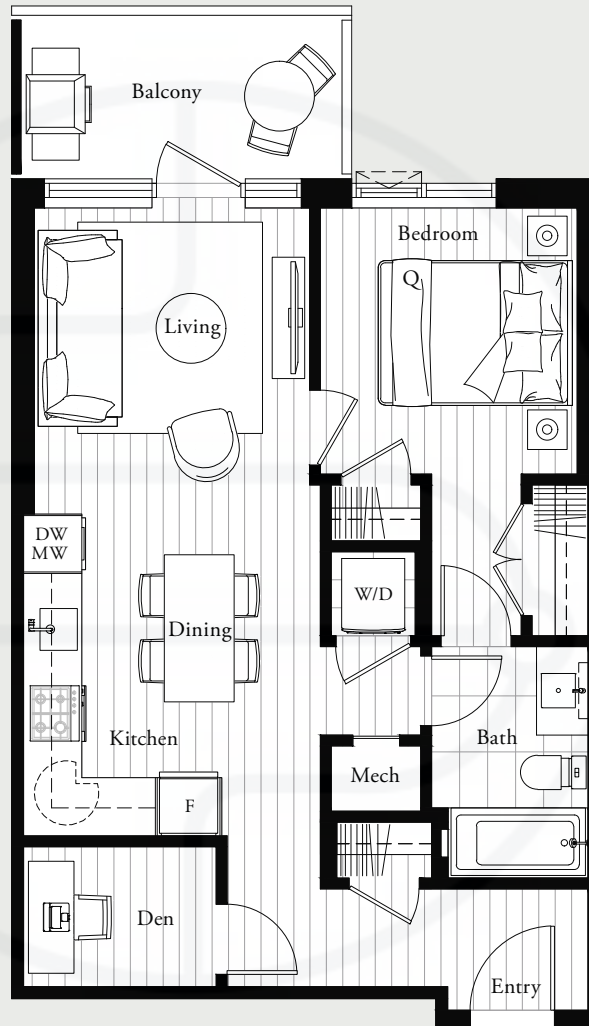 Balcony
Bedroom
Q
Living
DW
MW
W/D
Dining
Kitchen
Bath
Mech
F
Den
Entry